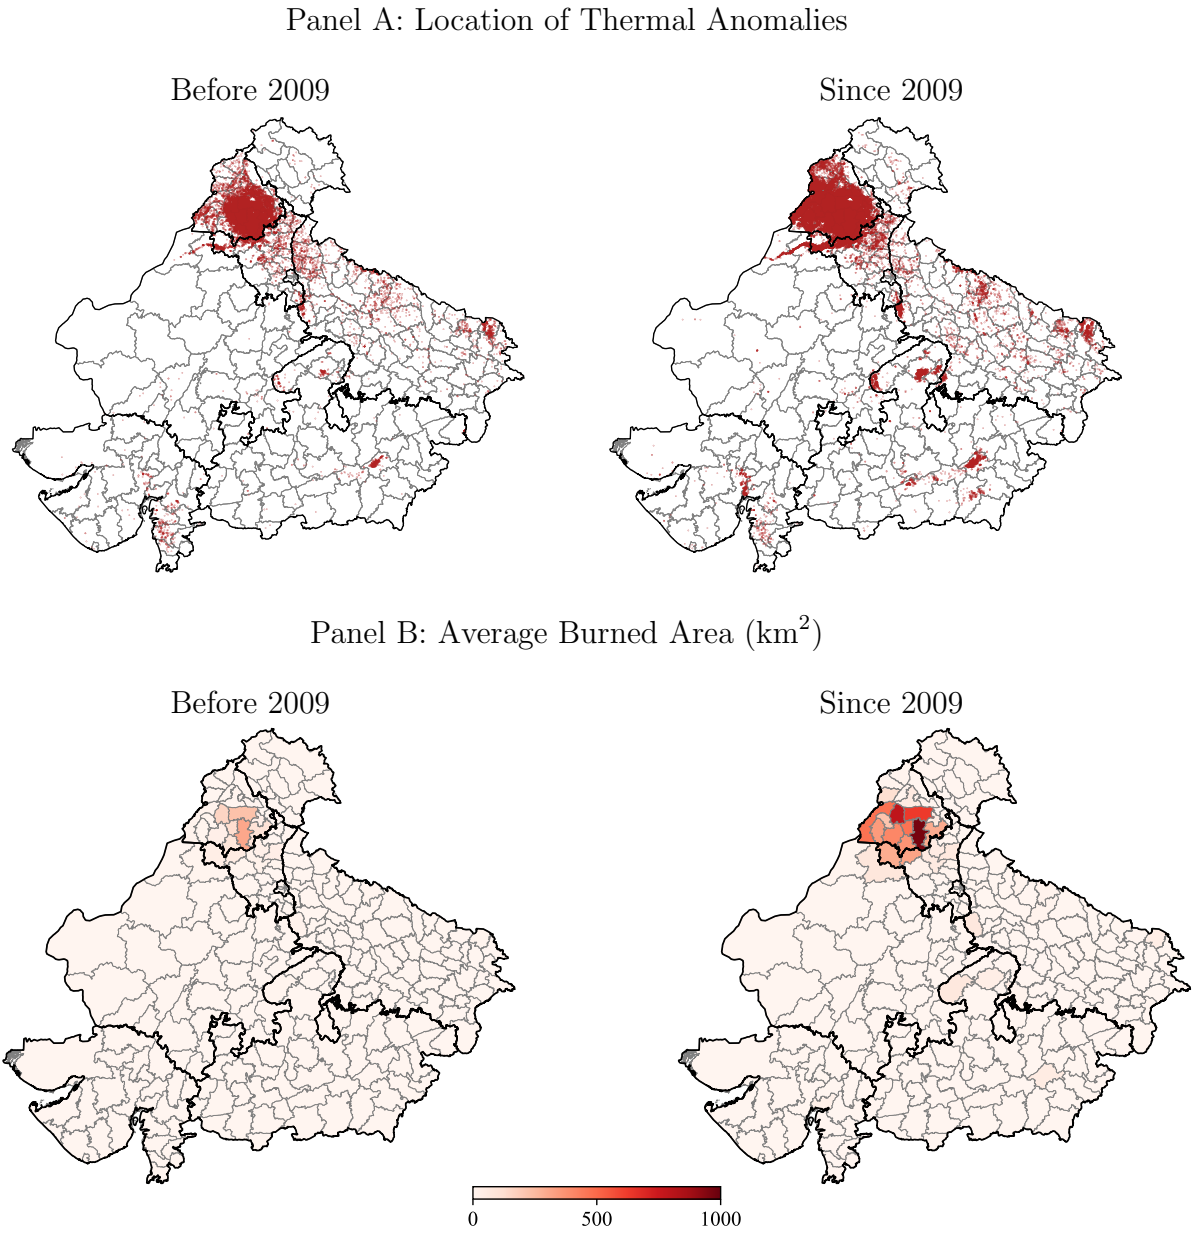 Panel A: Location of Thermal Anomalies
Before 2009
Since 2009
Panel B: Average Burned Area (km²)
Before 2009
Since 2009
0
500
1000